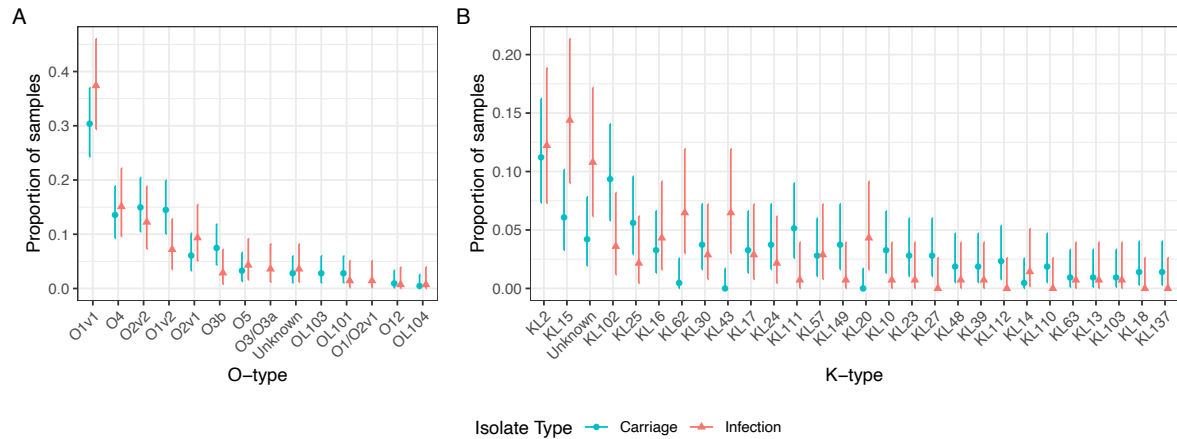 A
Proportion of samples
0.4
0.3
0.2
0.1
0.0
O1v1
O4
O2v2
O1v2
O2v1
O3b
O5
O3/O3a
Unknown
OL-103
OL101
O1/O2v1
O12
OL104
O-type
B
Proportion of samples
0.20
0.15
0.10
0.05
0.00
KL2
KL15
Unknown
KL102
KL25
KL16
KL62
KL30
KL43
KL17
KL24
KL111
KL57
KL149
KL20
KL10
KL23
KL27
KL48
KL39
KL112
KL14
KL110
KL63
KL13
KL103
KL18
KL137
K-type
Isolate Type Carriage Infection